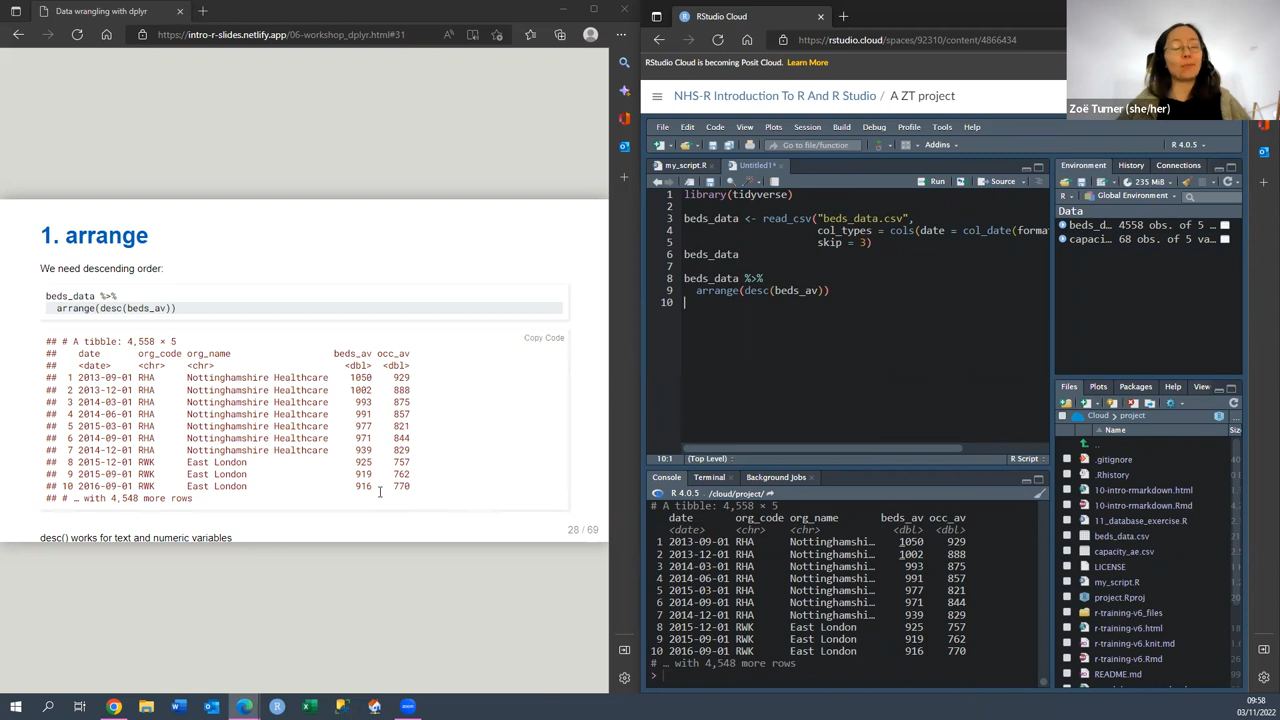 Data wrangling with dplyr
https://intro-r-slides.netlify.app/06-workshop_dplyr.html#31
1. arrange
We need descending order:
beds_data %>%
arrange(desc(beds_av))
Copy Code
## # A tibble: 4,558 × 5
## date org_code org_name beds_av occ_av
## <date> <chr> <chr> <dbl> <dbl>
## 1 2013-09-01 RHA Nottinghamshire Healthcare 1050 929
## 2 2013-12-01 RHA Nottinghamshire Healthcare 1002 888
## 3 2014-03-01 RHA Nottinghamshire Healthcare 993 875
## 4 2014-06-01 RHA Nottinghamshire Healthcare 991 857
## 5 2015-03-01 RHA Nottinghamshire Healthcare 977 821
## 6 2014-09-01 RHA Nottinghamshire Healthcare 971 844
## 7 2014-12-01 RHA Nottinghamshire Healthcare 939 829
## 8 2015-12-01 RWK East London 925 757
## 9 2015-09-01 RWK East London 919 762
## 10 2016-09-01 RWK East London 916 770
## # … with 4,548 more rows
28 / 69
desc() works for text and numeric variables
RStudio Cloud
https://rstudio.cloud/spaces/92310/content/4866434
RStudio Cloud is becoming Posit Cloud. Learn More
NHS-R Introduction To R And R Studio / A ZT project
Zoë Turner (she/her)
File Edit Code View Plots Session Build Debug Profile Tools Help
Go to file/function Addins R 4.0.5
my_script.R Untitled1*
Run Source
1 library(tidyverse)
2
3 beds_data <- read_csv("beds_data.csv",
4 col_types = cols(date = col_date(format
5 skip = 3)
6 beds_data
7
8 beds_data %>%
9 arrange(desc(beds_av))
10
10:1 (Top Level) R Script
Console Terminal Background Jobs
R 4.0.5 · /cloud/project/
# A tibble: 4,558 × 5
date org_code org_name beds_av occ_av
<date> <chr> <chr> <dbl> <dbl>
1 2013-09-01 RHA Nottinghamshi… 1050 929
2 2013-12-01 RHA Nottinghamshi… 1002 888
3 2014-03-01 RHA Nottinghamshi… 993 875
4 2014-06-01 RHA Nottinghamshi… 991 857
5 2015-03-01 RHA Nottinghamshi… 977 821
6 2014-09-01 RHA Nottinghamshi… 971 844
7 2014-12-01 RHA Nottinghamshi… 939 829
8 2015-12-01 RWK East London 925 757
9 2015-09-01 RWK East London 919 762
10 2016-09-01 RWK East London 916 770
# … with 4,548 more rows
>
Environment History Connections
235 MiB
R Global Environment
Data
beds_d… 4558 obs. of 5 …
capaci… 68 obs. of 5 va…
Files Plots Packages Help View
Cloud > project
Name Siz
..
.gitignore
.Rhistory
10-intro-rmarkdown.html
10-intro-rmarkdown.Rmd
11_database_exercise.R
beds_data.csv
capacity_ae.csv
LICENSE
my_script.R
project.Rproj
r-training-v6_files
r-training-v6.html
r-training-v6.knit.md
r-training-v6.Rmd
README.md
09:58
03/11/2022